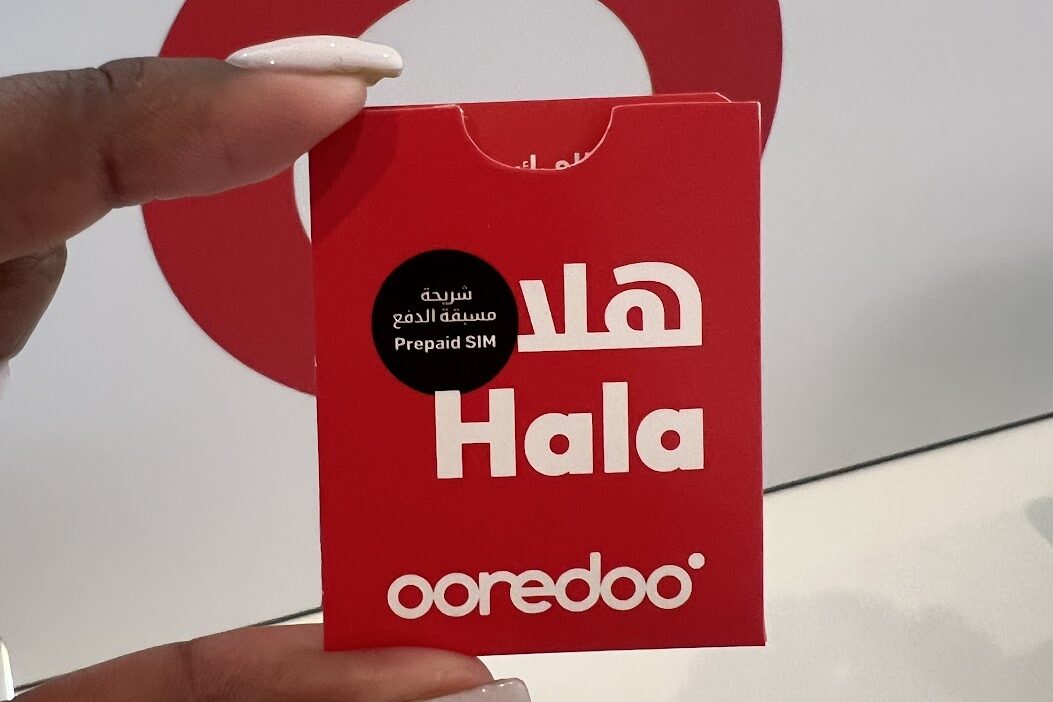 شريحة
مسبقة الدفع
Prepaid SIM
هلا
Hala
ooredoo